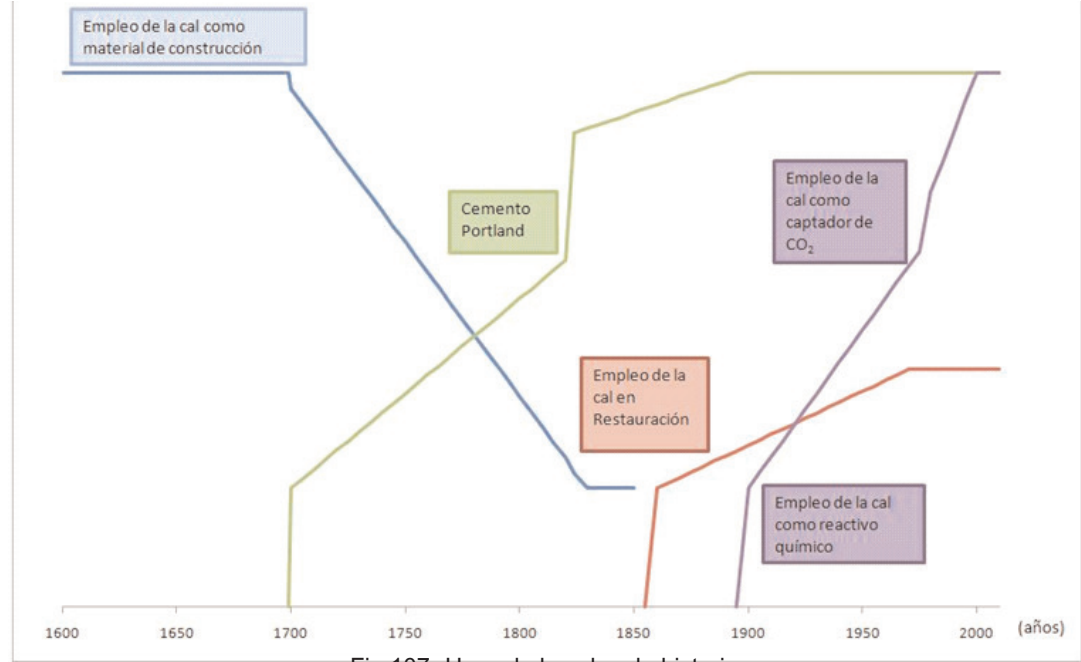 Empleo de la cal como
material de construcción
Cemento
Portland
Empleo de la
cal como
captador de
CO₂
Empleo de la
cal en
Restauración
Empleo de la cal
como reactivo
químico
1600 1650 1700 1750 1800 1850 1900 1950 2000 (años)